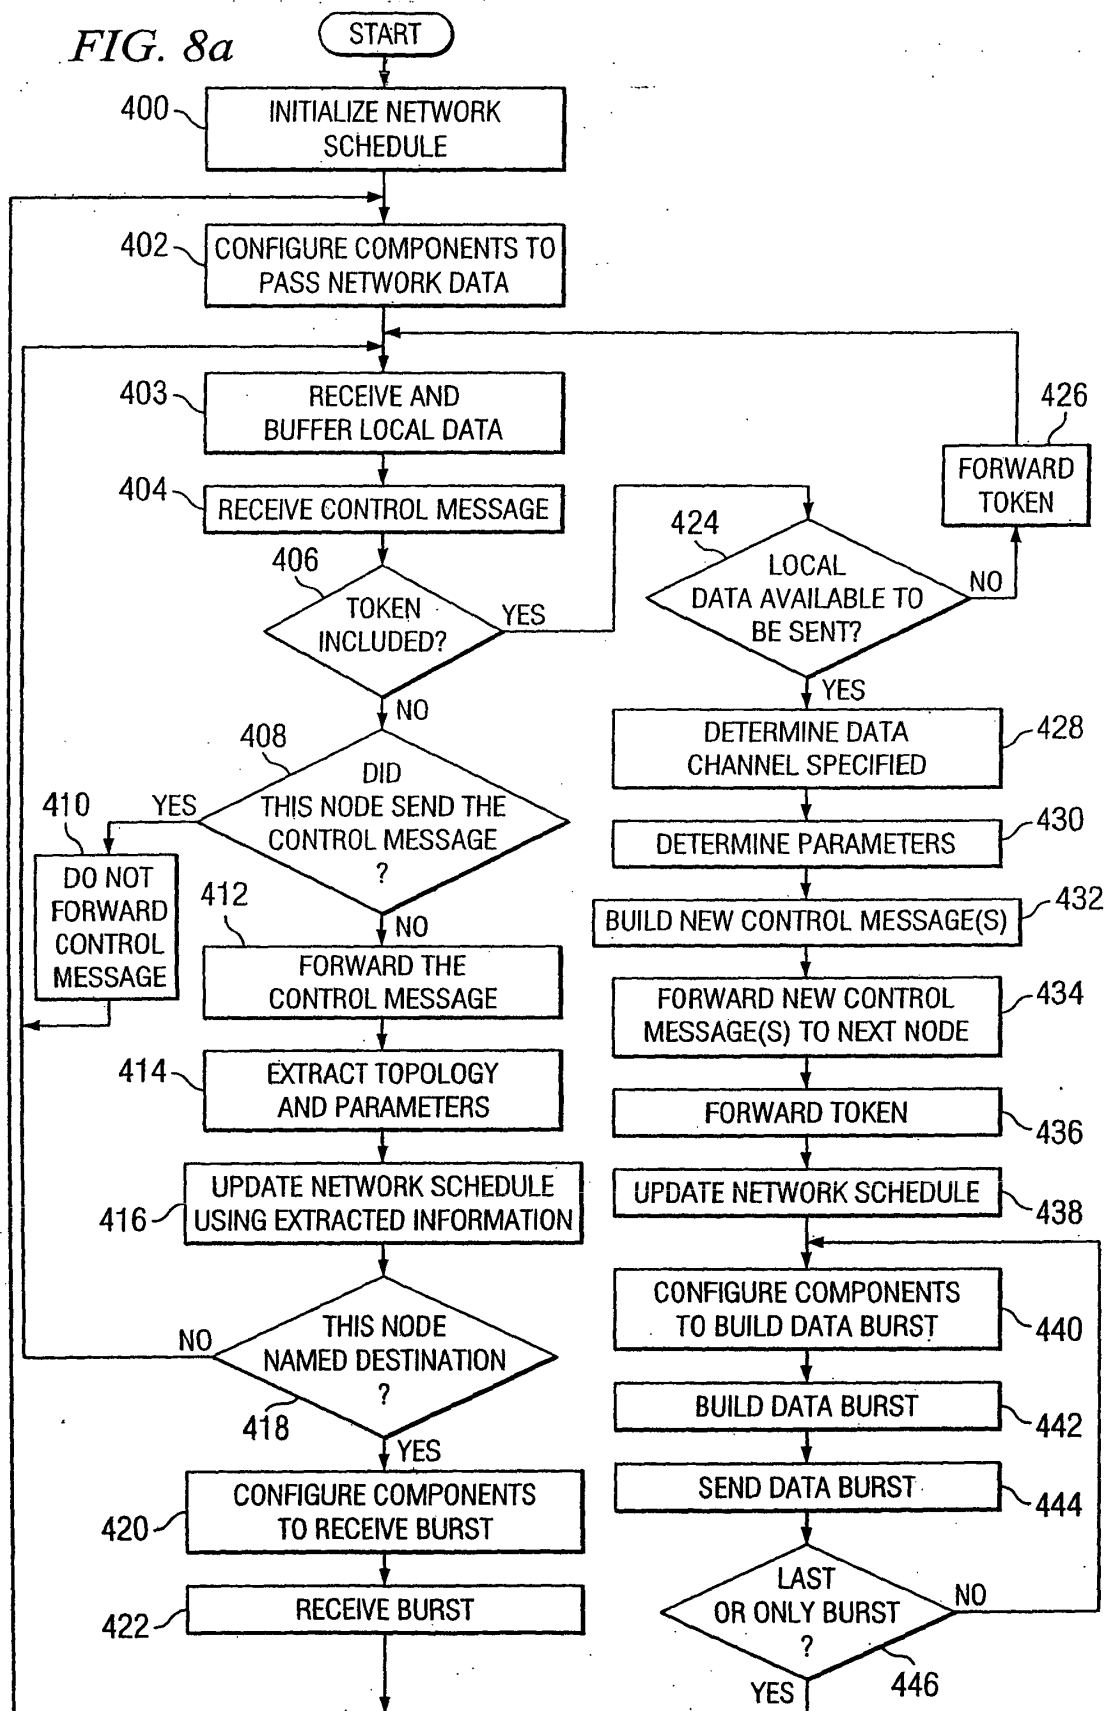 FIG. 8a
START
400
INITIALIZE NETWORK
SCHEDULE
402
CONFIGURE COMPONENTS TO
PASS NETWORK DATA
403
RECEIVE AND
BUFFER LOCAL DATA
404
RECEIVE CONTROL MESSAGE
406
TOKEN
INCLUDED?
YES
NO
408
DID
THIS NODE SEND THE
CONTROL MESSAGE
?
YES
NO
410
DO NOT
FORWARD
CONTROL
MESSAGE
412
FORWARD THE
CONTROL MESSAGE
414
EXTRACT TOPOLOGY
AND PARAMETERS
416
UPDATE NETWORK SCHEDULE
USING EXTRACTED INFORMATION
418
THIS NODE
NAMED DESTINATION
?
NO
YES
420
CONFIGURE COMPONENTS
TO RECEIVE BURST
422
RECEIVE BURST
424
LOCAL
DATA AVAILABLE TO
BE SENT?
NO
YES
426
FORWARD
TOKEN
DETERMINE DATA
CHANNEL SPECIFIED
428
DETERMINE PARAMETERS
430
BUILD NEW CONTROL MESSAGE(S)
432
FORWARD NEW CONTROL
MESSAGE(S) TO NEXT NODE
434
FORWARD TOKEN
436
UPDATE NETWORK SCHEDULE
438
CONFIGURE COMPONENTS
TO BUILD DATA BURST
440
BUILD DATA BURST
442
SEND DATA BURST
444
LAST
OR ONLY BURST
?
NO
446
YES